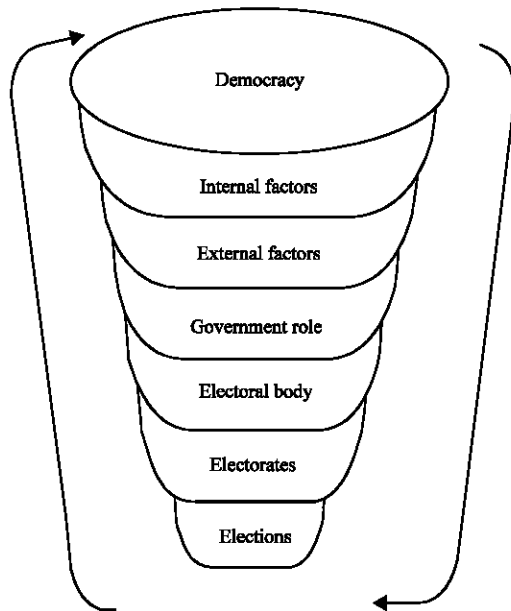 Democracy
Internal factors
External factors
Government role
Electoral body
Electorates
Elections